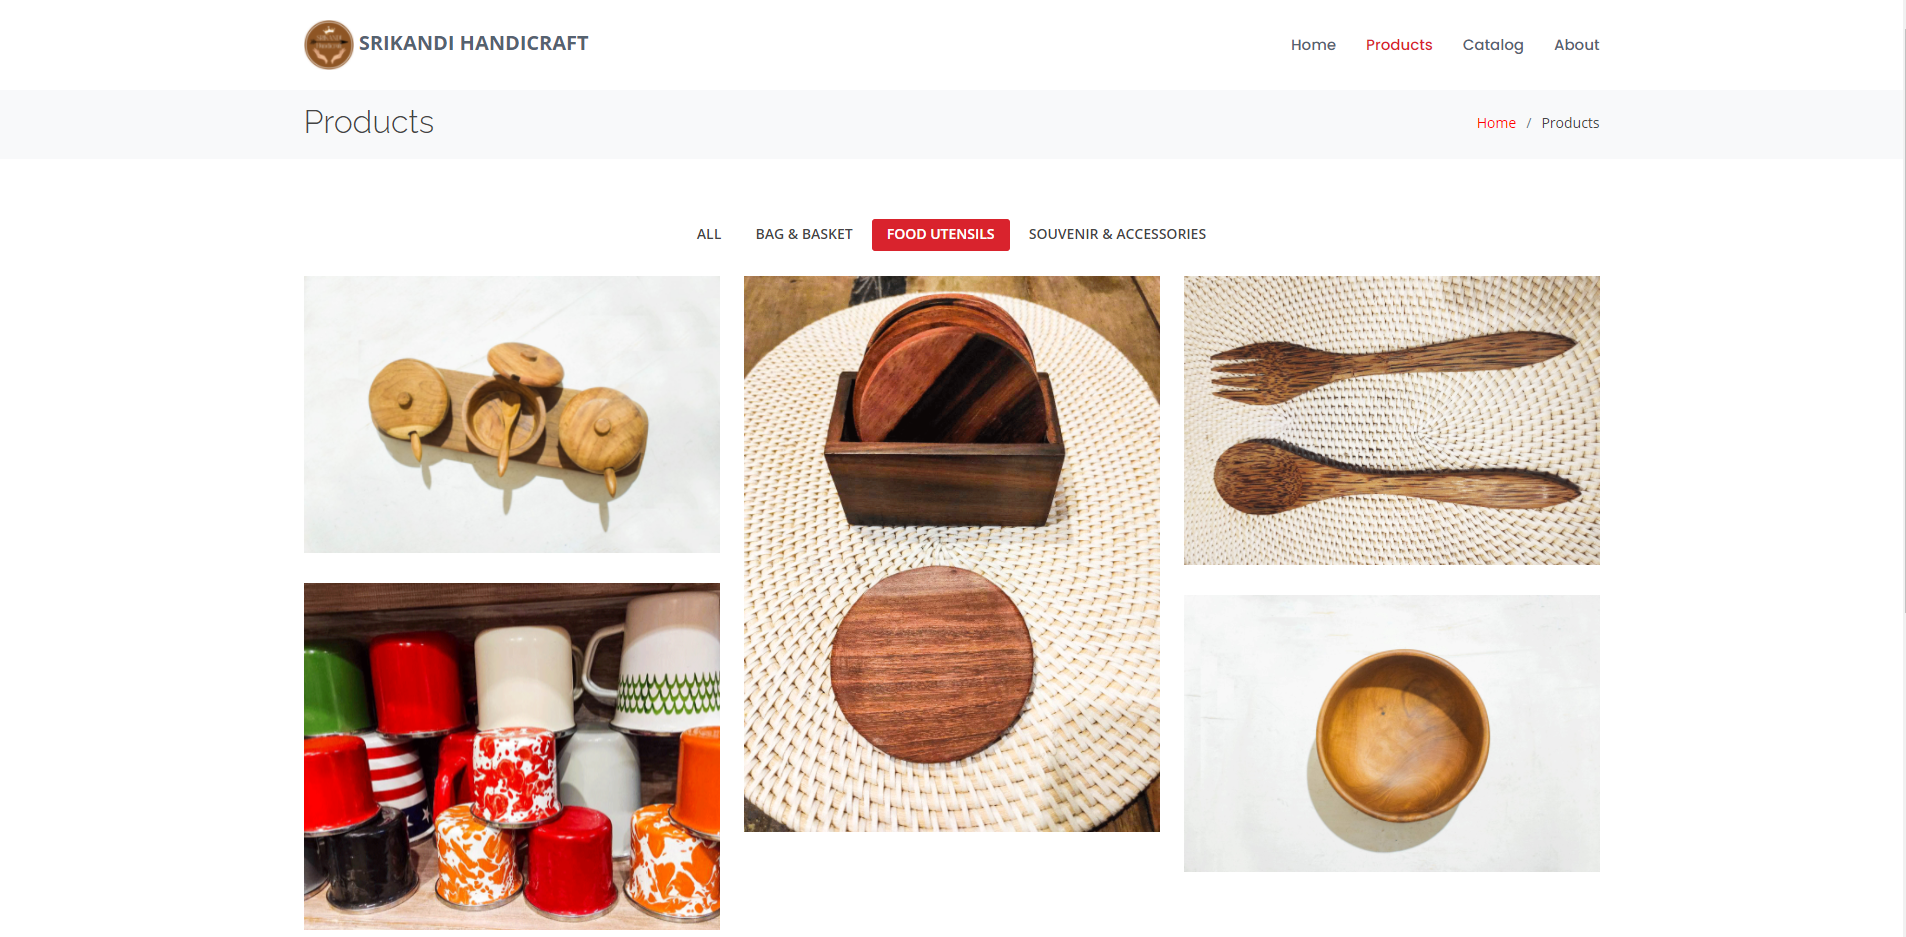 SRIKANDI HANDICRAFT
Home Products Catalog About
Products
Home / Products
ALL BAG & BASKET FOOD UTENSILS SOUVENIR & ACCESSORIES